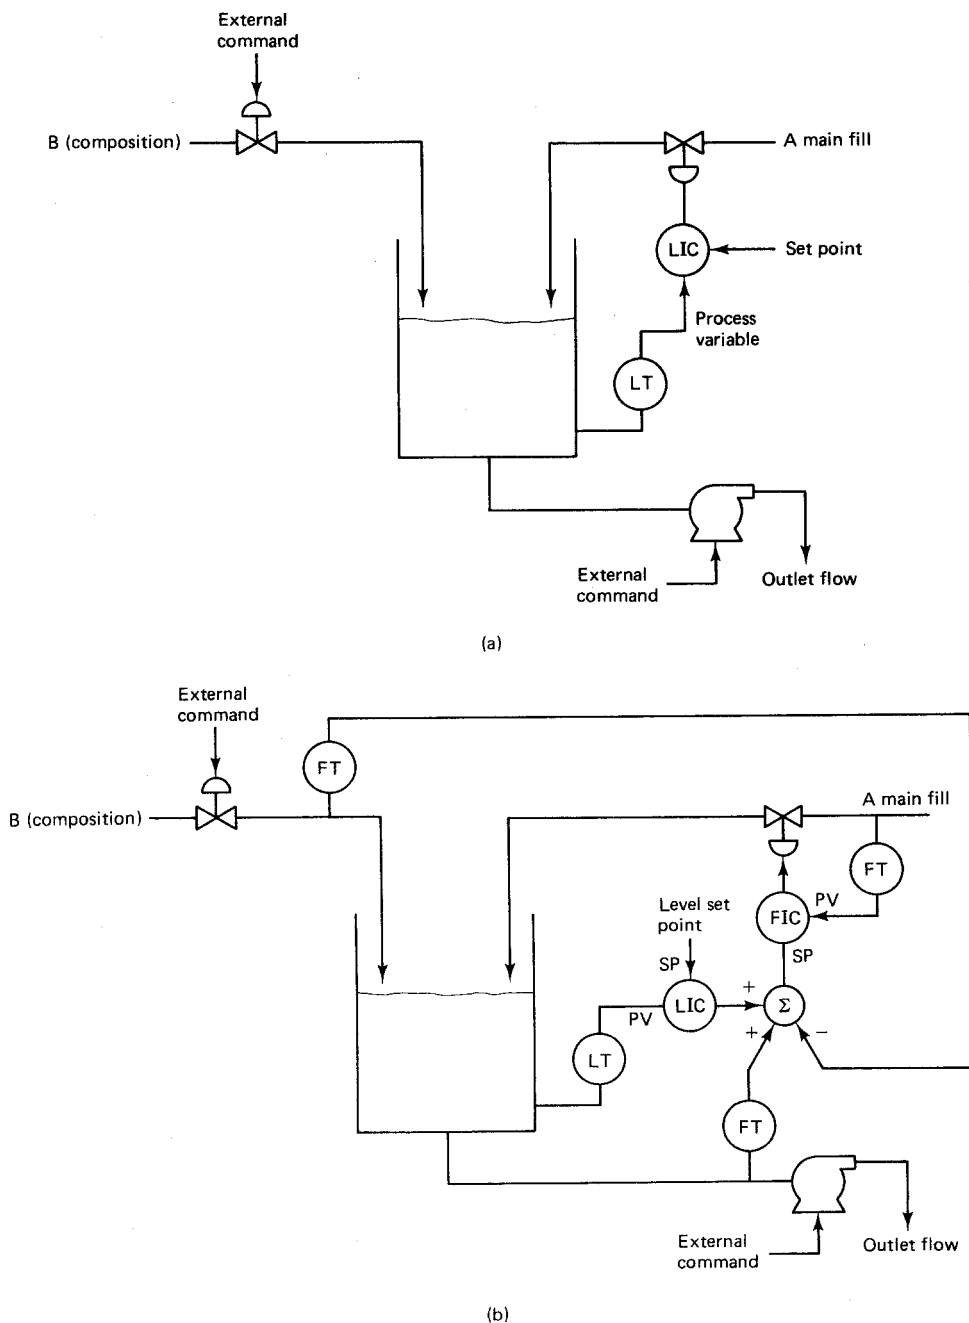 External
command
B (composition)
A main fill
LIC
Set point
Process
variable
LT
External
command
Outlet flow
(a)
External
command
FT
B (composition)
A main fill
FT
PV
FIC
SP
Level set
point
SP
LIC
+
Σ
PV
+
−
LT
FT
External
command
Outlet flow
(b)